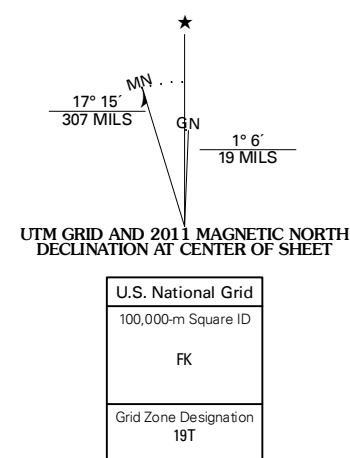 ★
MN
17° 15´
307 MILS
GN
1° 6´
19 MILS
UTM GRID AND 2011 MAGNETIC NORTH
DECLINATION AT CENTER OF SHEET
U.S. National Grid
100,000-m Square ID
FK
Grid Zone Designation
19T